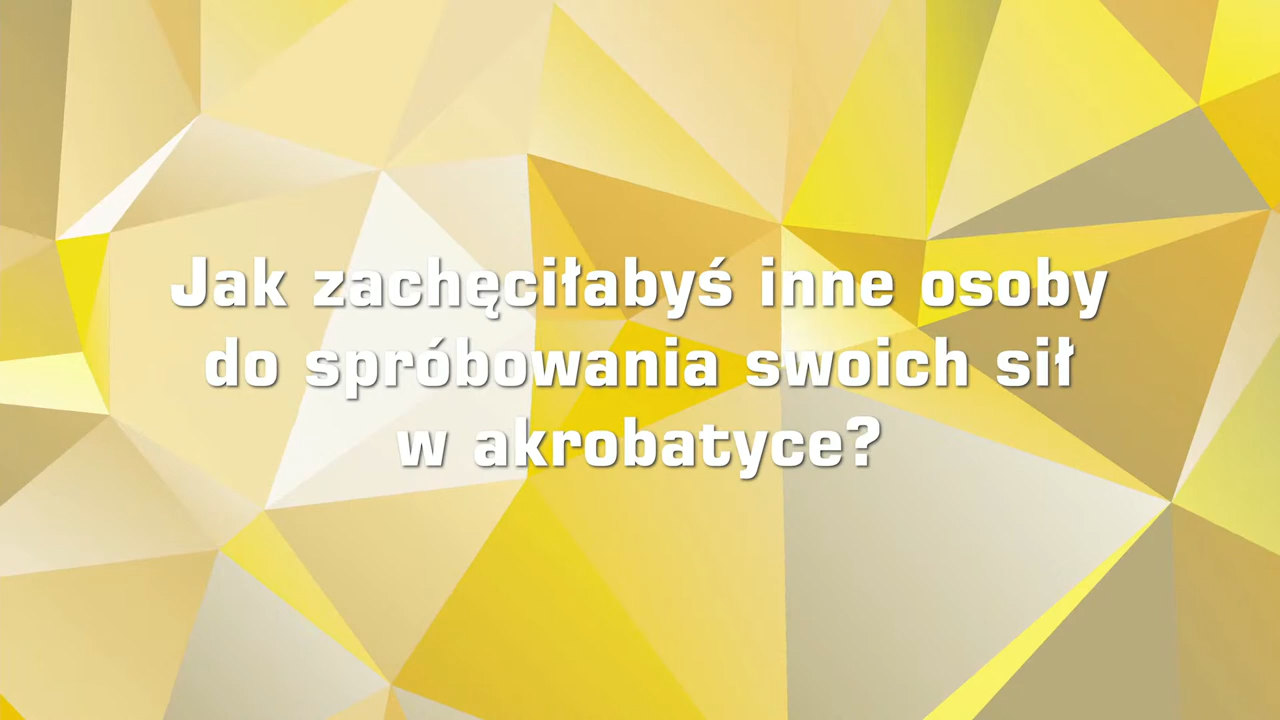 Jak zachęciłabyś inne osoby
do spróbowania swoich sił
w akrobatyce?